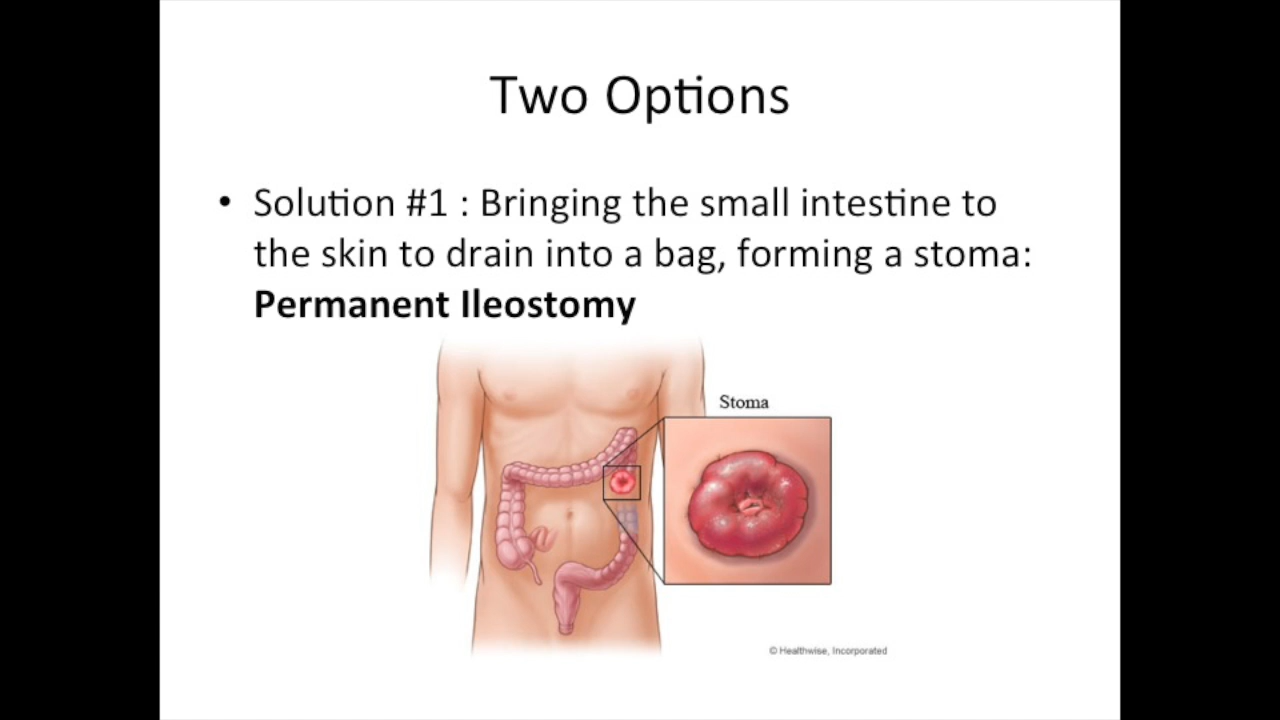 Two Options
• Solution #1 : Bringing the small intestine to
the skin to drain into a bag, forming a stoma:
Permanent Ileostomy
Stoma
© Healthwise, Incorporated